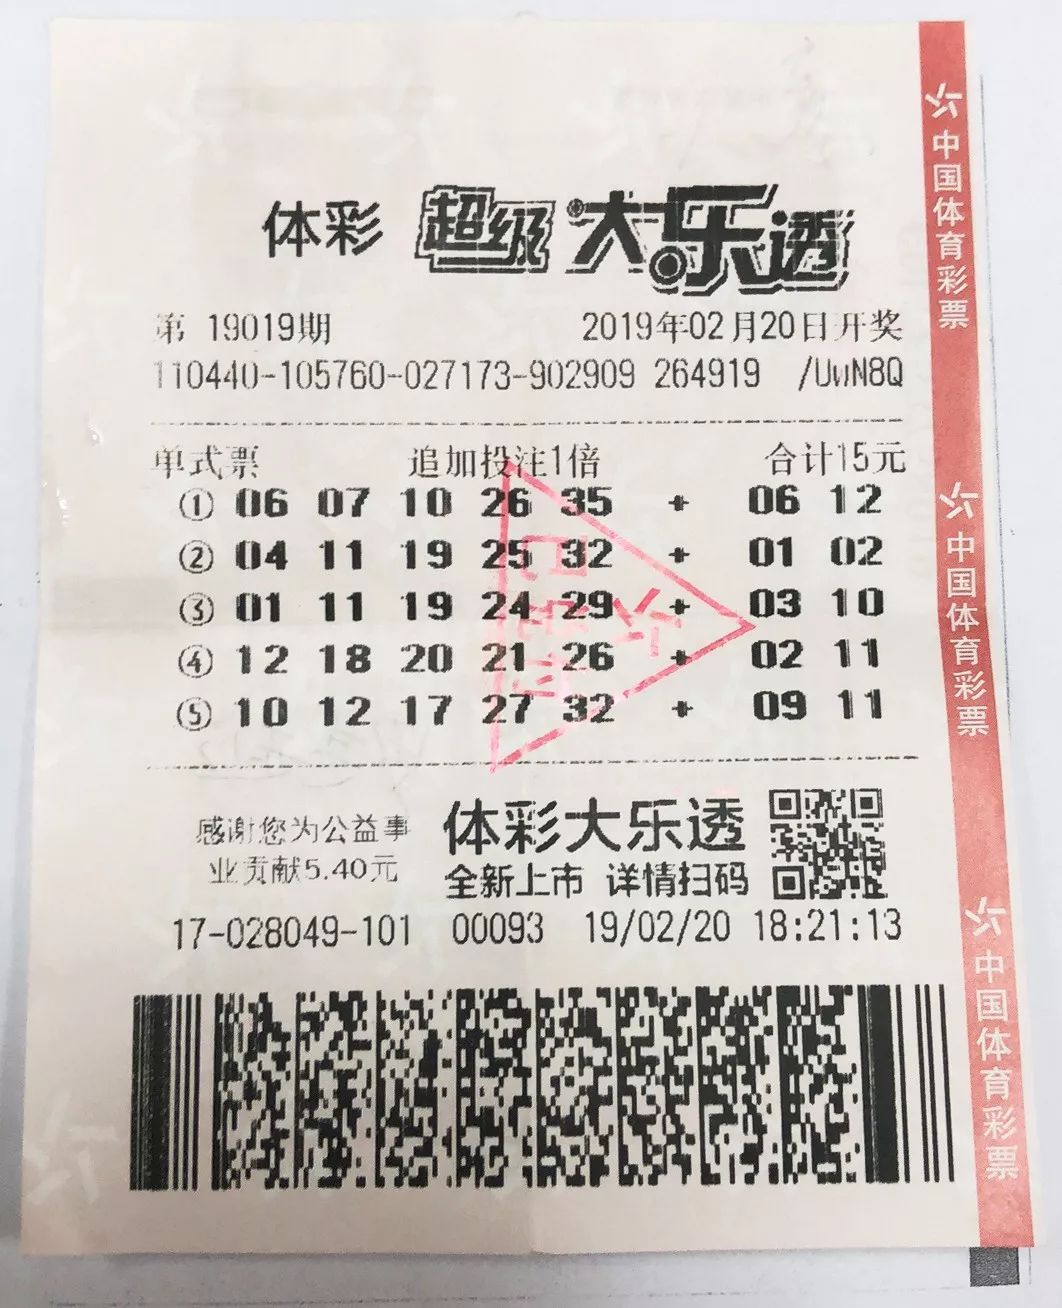 体彩 超级大乐透
第 19019期 2019年02月20日开奖
110440-105760-027173-902909 264919 /UwN8Q
单式票 追加投注1倍 合计15元
① 06 07 10 26 35 + 06 12
② 04 11 19 25 32 + 01 02
③ 01 11 19 24 29 + 03 10
④ 12 18 20 21 26 + 02 11
⑤ 10 12 17 27 32 + 09 11
感谢您为公益事
业贡献5.40元
体彩大乐透
全新上市 详情扫码
17-028049-101 00093 19/02/20 18:21:13
中国体育彩票
中国体育彩票
中国体育彩票